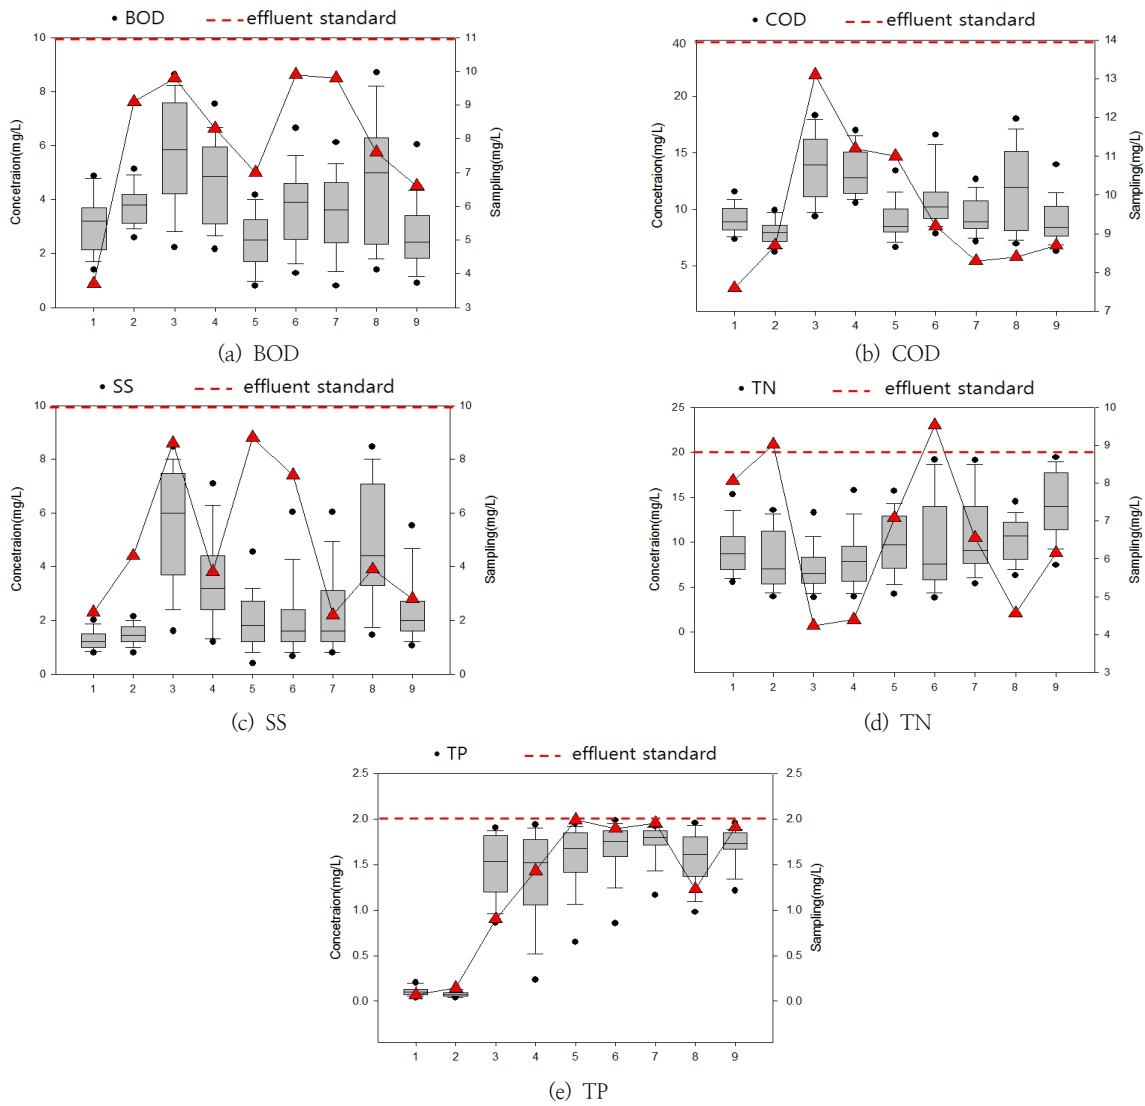 • BOD effluent standard
10 8 6 4 2 0
Concetraion(mg/L)
11 10 9 8 7 6 5 4 3
Sampling(mg/L)
1 2 3 4 5 6 7 8 9
(a) BOD
• COD effluent standard
40 20 15 10 5
Concetraion(mg/L)
14 13 12 11 10 9 8 7
Sampling(mg/L)
1 2 3 4 5 6 7 8 9
(b) COD
• SS effluent standard
10 8 6 4 2 0
Concetraion(mg/L)
10 8 6 4 2 0
Sampling(mg/L)
1 2 3 4 5 6 7 8 9
(c) SS
• TN effluent standard
25 20 15 10 5 0
Concetraion(mg/L)
10 9 8 7 6 5 4 3
Sampling(mg/L)
1 2 3 4 5 6 7 8 9
(d) TN
• TP effluent standard
2.5 2.0 1.5 1.0 0.5 0.0
Concetraion(mg/L)
2.5 2.0 1.5 1.0 0.5 0.0
Sampling(mg/L)
1 2 3 4 5 6 7 8 9
(e) TP